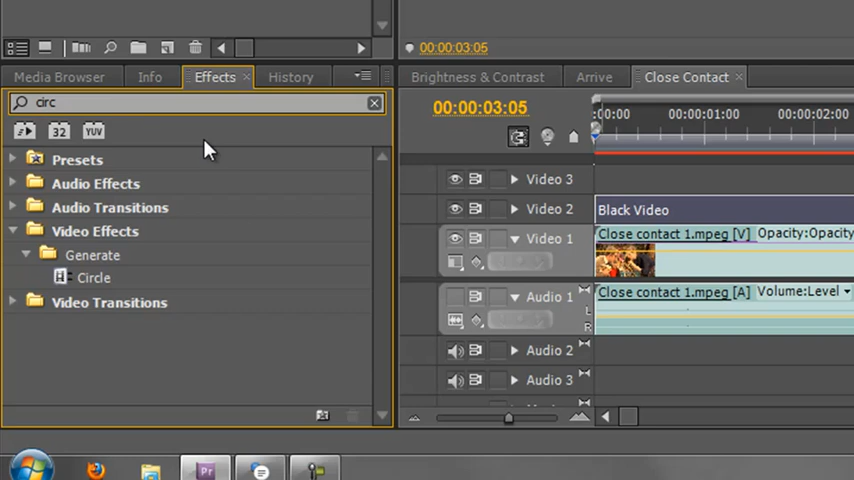 00:00:03:05
Media Browser Info Effects × History
Brightness & Contrast Arrive Close Contact ×
circ
00:00:03:05
:00:00 00:00:01:00 00:00:02:00
32 YUV
Presets
Audio Effects
Audio Transitions
Video Effects
Generate
Circle
Video Transitions
Video 3
Video 2
Black Video
Video 1
Close contact 1.mpeg [V] Opacity:Opacity
Audio 1
Close contact 1.mpeg [A] Volume:Level
L
R
Audio 2
Audio 3
Pr